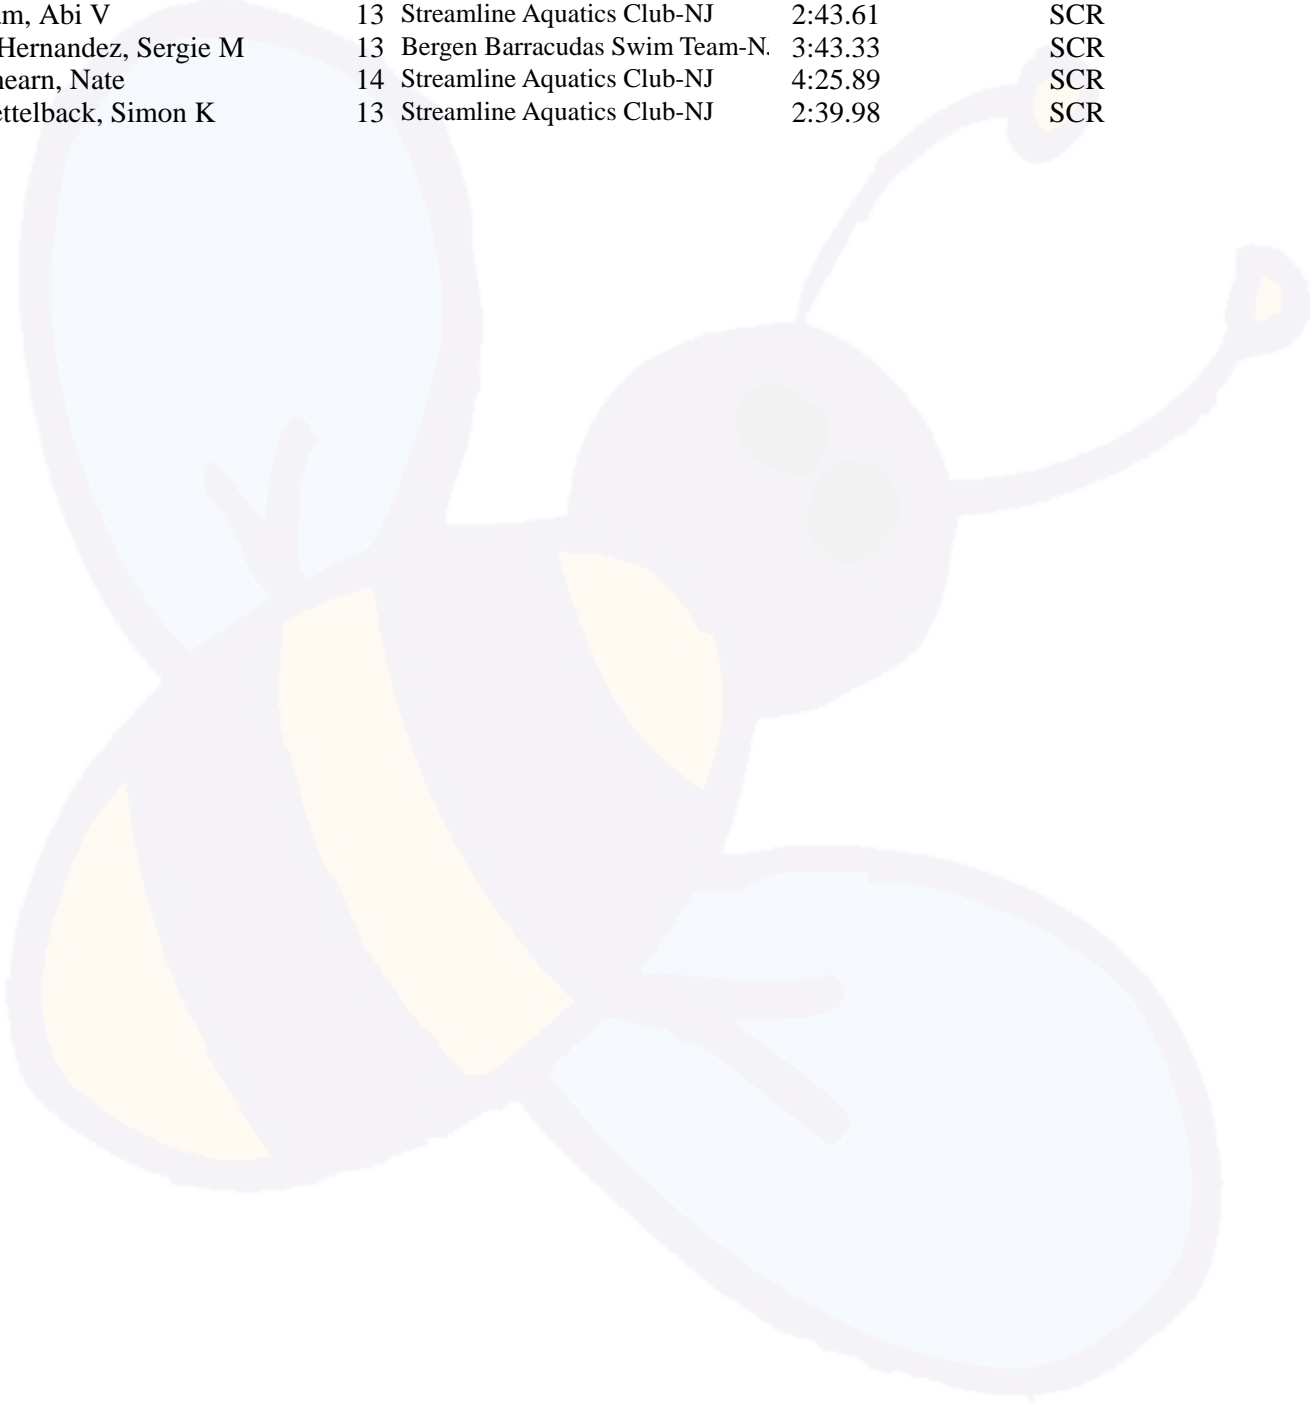 um, Abi V 13 Streamline Aquatics Club-NJ 2:43.61 SCR
Hernandez, Sergie M 13 Bergen Barracudas Swim Team-N. 3:43.33 SCR
hearn, Nate 14 Streamline Aquatics Club-NJ 4:25.89 SCR
ettelback, Simon K 13 Streamline Aquatics Club-NJ 2:39.98 SCR